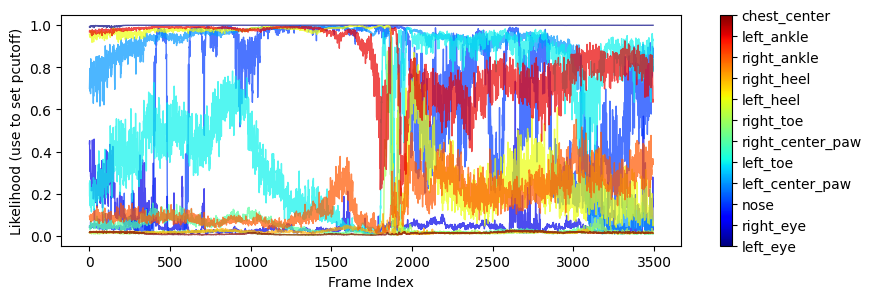 Likelihood (use to set pcutoff)
1.0
0.8
0.6
0.4
0.2
0.0
0
500
1000
1500
2000
2500
3000
3500
Frame Index
chest_center
left_ankle
right_ankle
right_heel
left_heel
right_toe
right_center_paw
left_toe
left_center_paw
nose
right_eye
left_eye